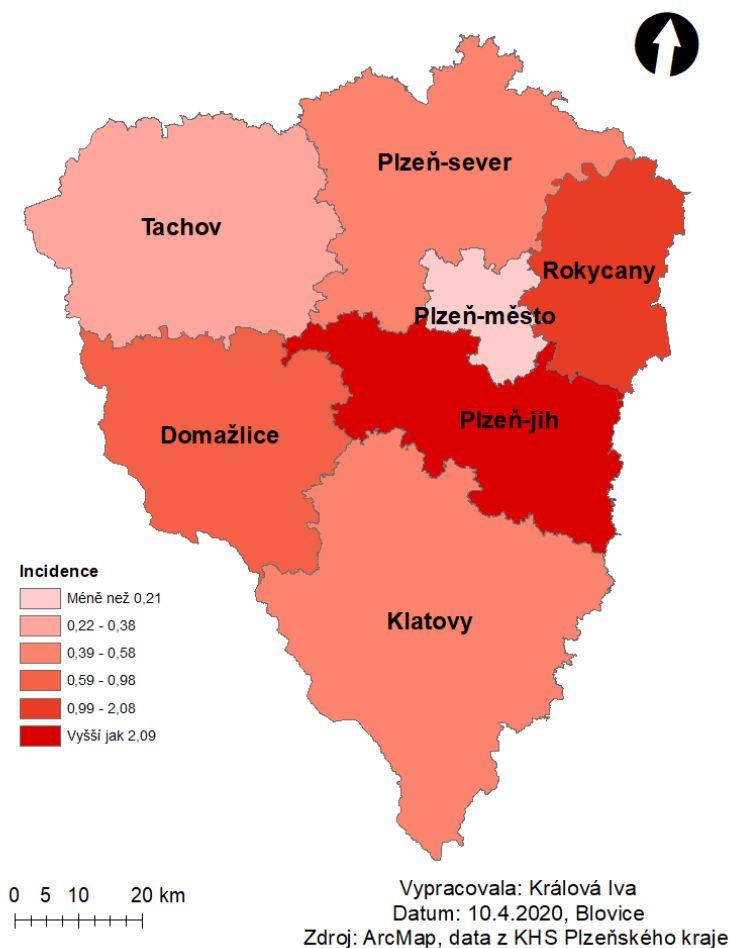 Plzeň-sever
Tachov
Rokycany
Plzeň-město
Plzeň-jih
Domažlice
Klatovy
Incidence
Méně než 0,21
0,22 - 0,38
0,39 - 0,58
0,59 - 0,98
0,99 - 2,08
Vyšší jak 2,09
0 5 10 20 km
Vypracovala: Králová Iva
Datum: 10.4.2020, Blovice
Zdroj: ArcMap, data z KHS Plzeňského kraje